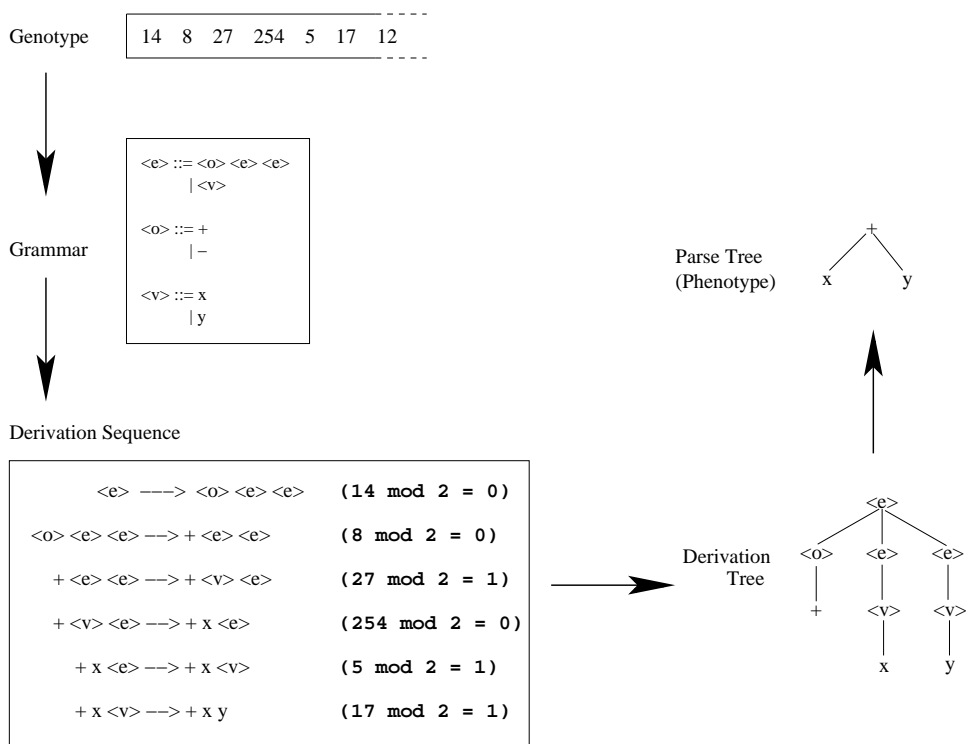 Genotype
14 8 27 254 5 17 12
<e> ::= <o> <e> <e>
| <v>
<o> ::= +
| −
<v> ::= x
| y
Grammar
Derivation Sequence
<e> −−−> <o> <e> <e> (14 mod 2 = 0)
<o> <e> <e> −−> + <e> <e> (8 mod 2 = 0)
+ <e> <e> −−> + <v> <e> (27 mod 2 = 1)
+ <v> <e> −−> + x <e> (254 mod 2 = 0)
+ x <e> −−> + x <v> (5 mod 2 = 1)
+ x <v> −−> + x y (17 mod 2 = 1)
Derivation
Tree
<e>
<o> <e> <e>
+ <v> <v>
x y
Parse Tree
(Phenotype)
+
x y